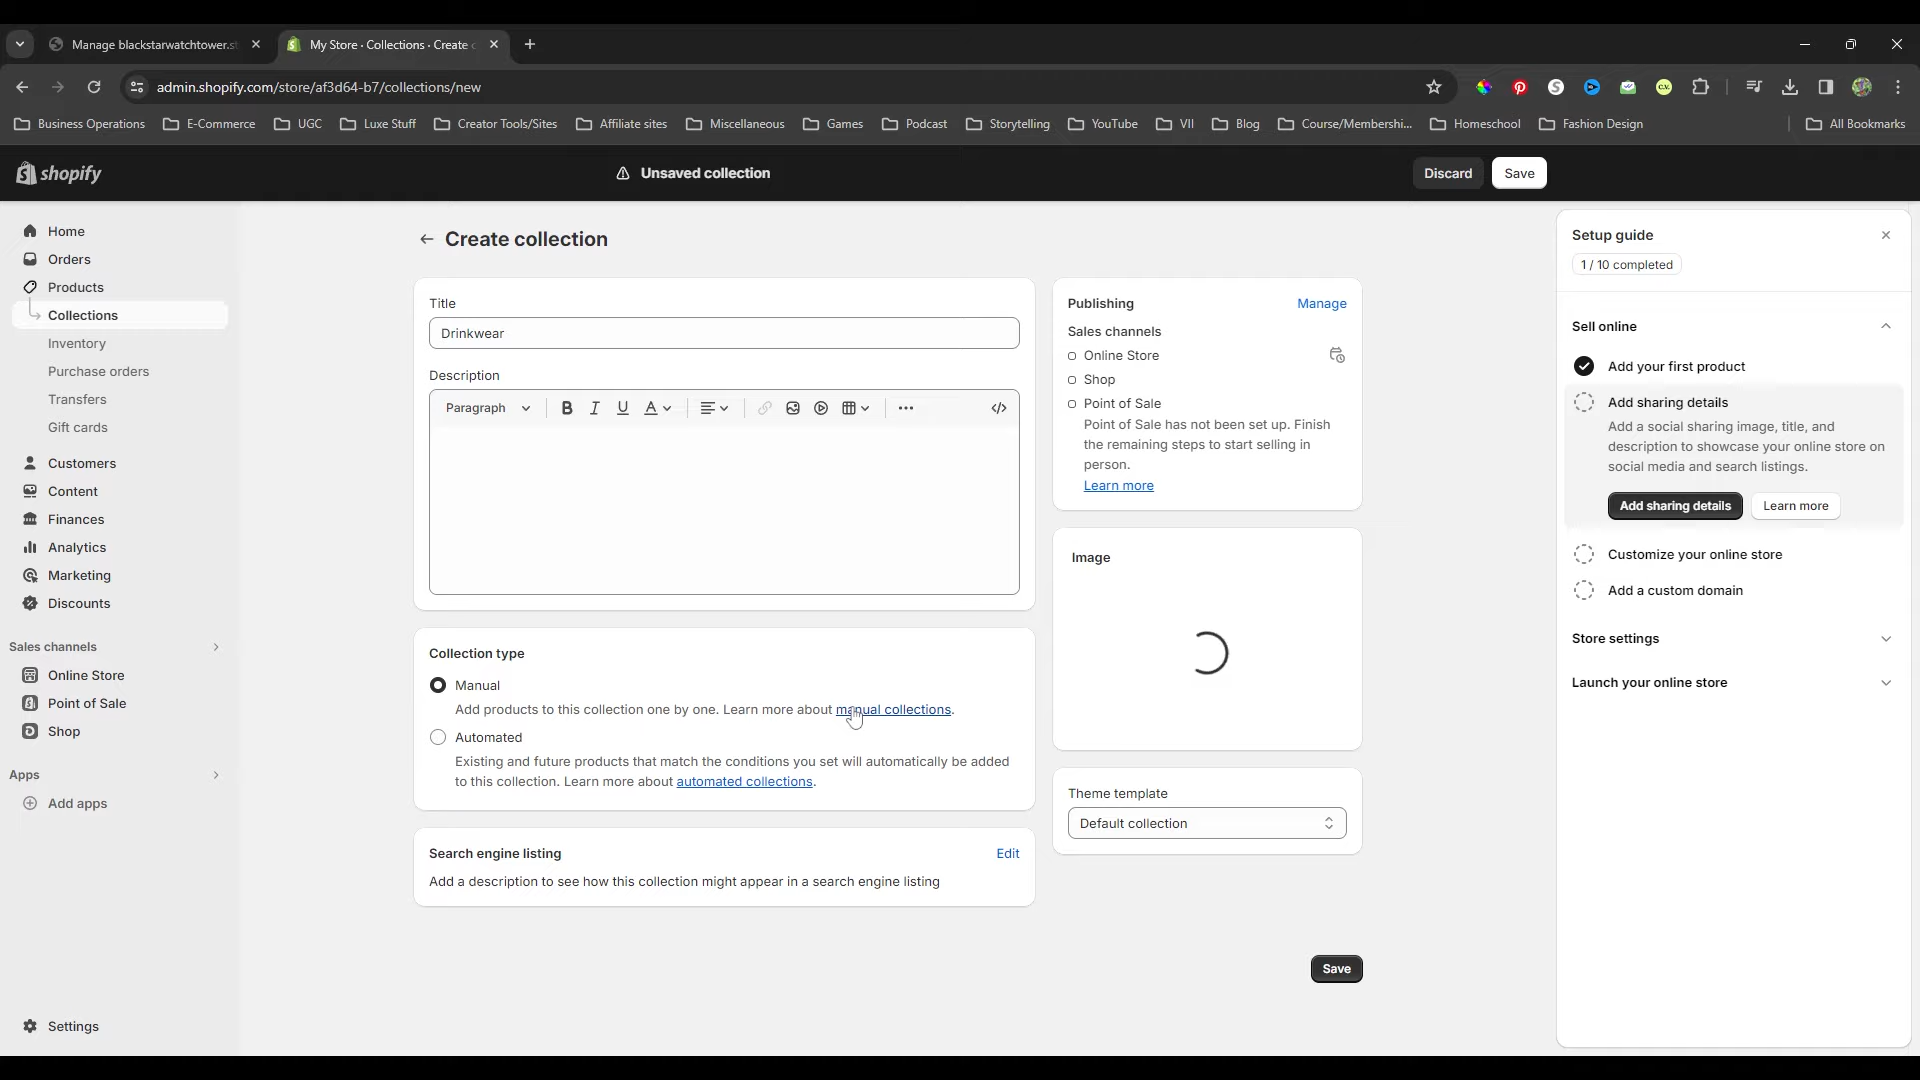 Manage blackstarwatchtower.st
My Store · Collections · Create c
admin.shopify.com/store/af3d64-b7/collections/new
Business Operations
E-Commerce
UGC
Luxe Stuff
Creator Tools/Sites
Affiliate sites
Miscellaneous
Games
Podcast
Storytelling
YouTube
VII
Blog
Course/Membershi...
Homeschool
Fashion Design
All Bookmarks
shopify
Unsaved collection
Discard
Save
Home
Orders
Products
Collections
Inventory
Purchase orders
Transfers
Gift cards
Customers
Content
Finances
Analytics
Marketing
Discounts
Sales channels
Online Store
Point of Sale
Shop
Apps
Add apps
Settings
Create collection
Title
Drinkwear
Description
Paragraph
B I U A
Collection type
Manual
Add products to this collection one by one. Learn more about manual collections.
Automated
Existing and future products that match the conditions you set will automatically be added
to this collection. Learn more about automated collections.
Search engine listing
Edit
Add a description to see how this collection might appear in a search engine listing
Publishing
Manage
Sales channels
Online Store
Shop
Point of Sale
Point of Sale has not been set up. Finish
the remaining steps to start selling in
person.
Learn more
Image
Theme template
Default collection
Save
Setup guide
1 / 10 completed
Sell online
Add your first product
Add sharing details
Add a social sharing image, title, and
description to showcase your online store on
social media and search listings.
Add sharing details
Learn more
Customize your online store
Add a custom domain
Store settings
Launch your online store